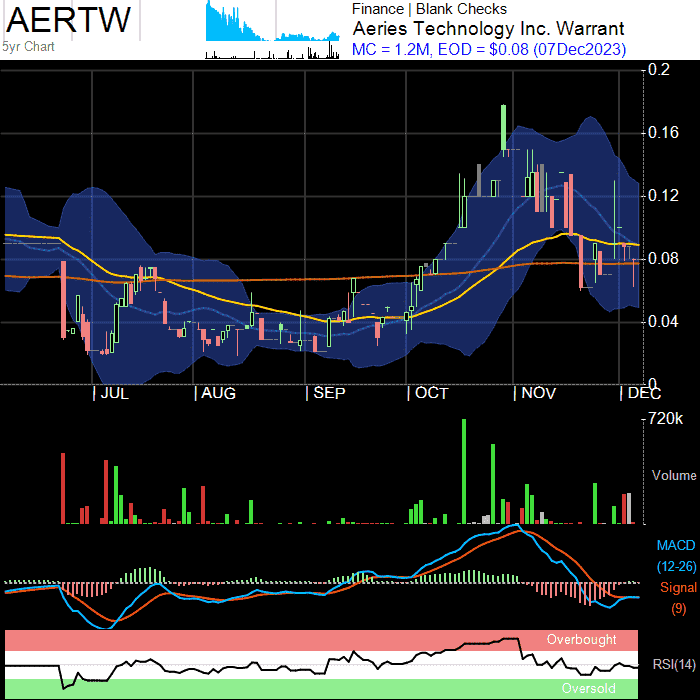 AERTW
5yr Chart
Finance | Blank Checks
Aeries Technology Inc. Warrant
MC = 1.2M, EOD = $0.08 (07Dec2023)
0.2
0.16
0.12
0.08
0.04
0
JUL AUG SEP OCT NOV DEC
720k
Volume
MACD
(12-26)
Signal
(9)
Overbought
RSI(14)
Oversold